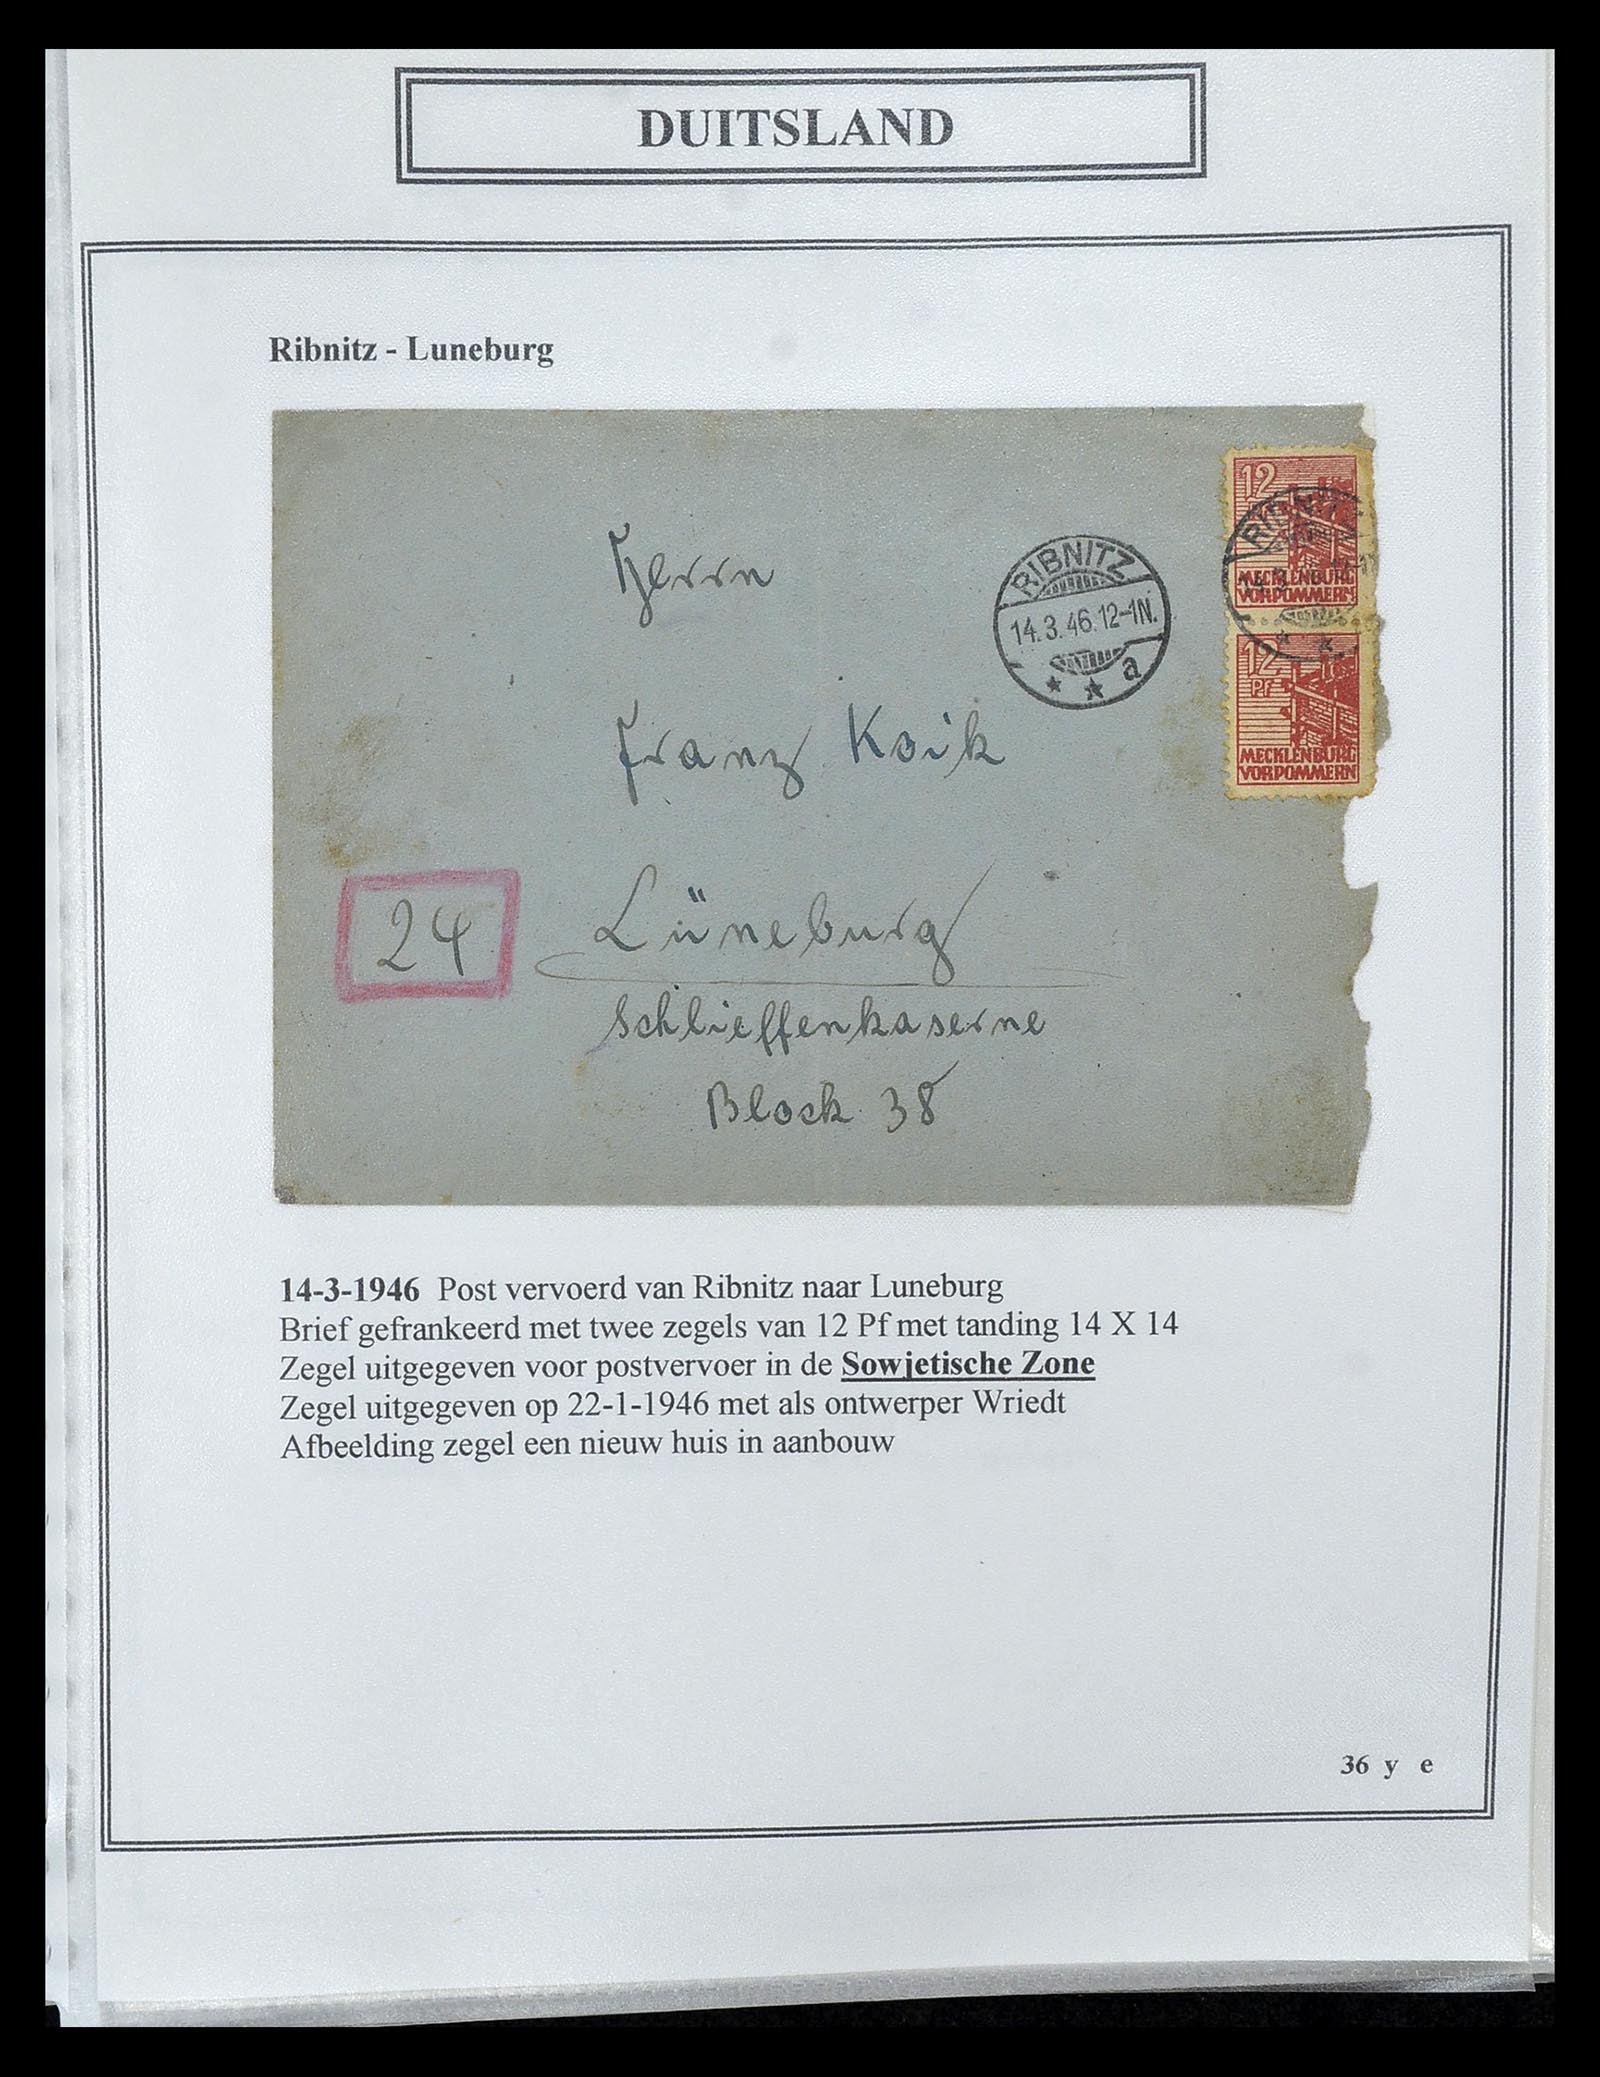 DUITSLAND
Ribnitz - Luneburg
12
MECKLENBURG
VORPOMMERN
RIBNITZ
14.3.46.12-1N.
a
12
Pf
MECKLENBURG
VORPOMMERN
Herrn
Franz Koik
24
Lüneburg
Schlieffenkaserne
Block 38
14-3-1946 Post vervoerd van Ribnitz naar Luneburg
Brief gefrankeerd met twee zegels van 12 Pf met tanding 14 X 14
Zegel uitgegeven voor postvervoer in de Sowjetische Zone
Zegel uitgegeven op 22-1-1946 met als ontwerper Wriedt
Afbeelding zegel een nieuw huis in aanbouw
36 y e